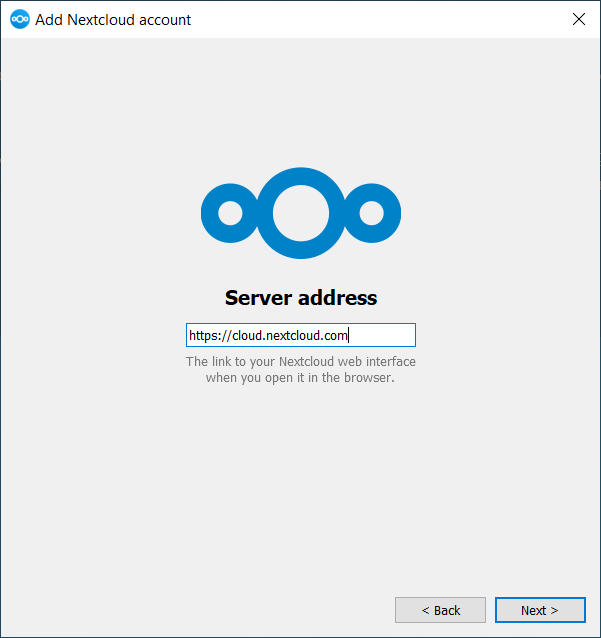 Add Nextcloud account
Server address
https://cloud.nextcloud.com
The link to your Nextcloud web interface
when you open it in the browser.
< Back
Next >